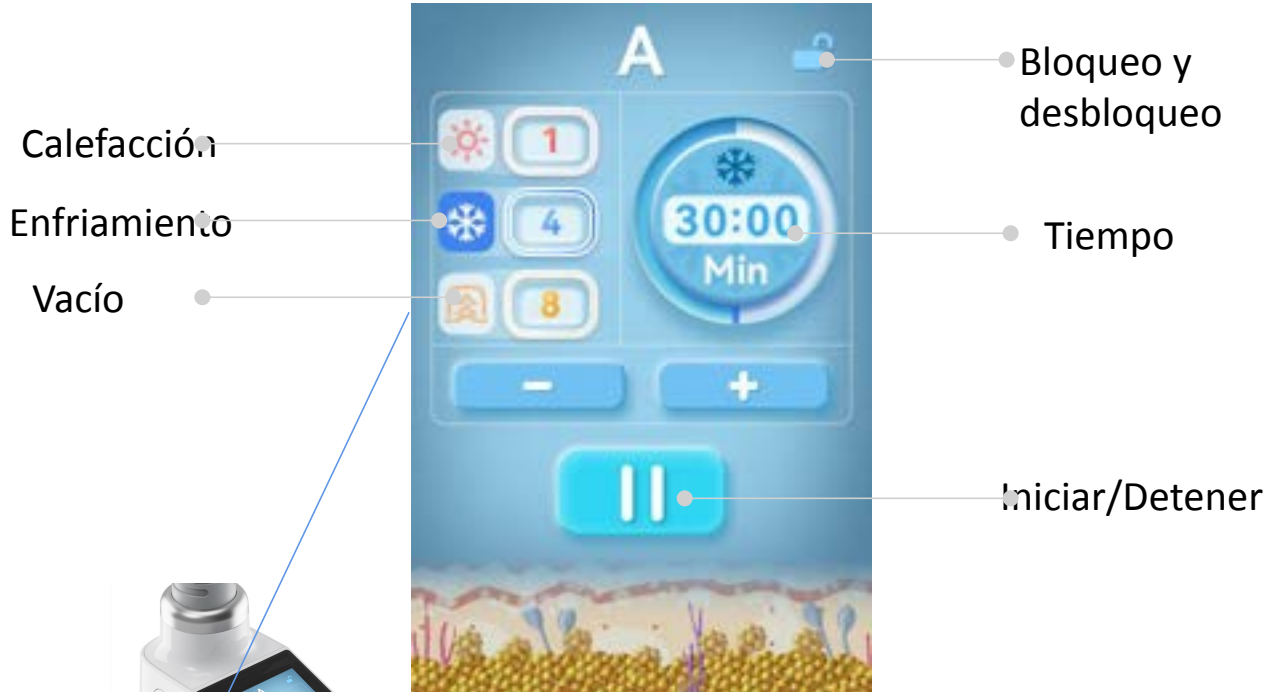 A
Bloqueo y
desbloqueo
Calefacción
1
Enfriamiento
4
30:00
Min
Tiempo
Vacío
8
- +
Iniciar/Detener